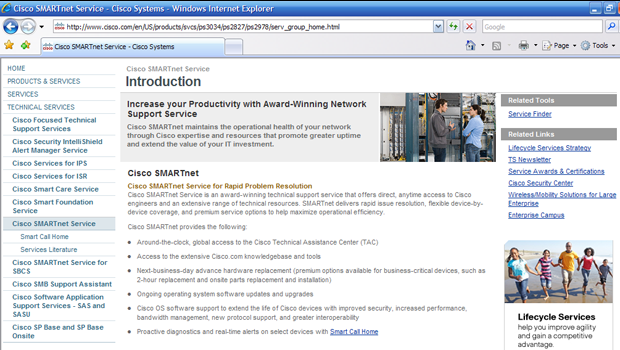 Cisco SMARTnet Service - Cisco Systems - Windows Internet Explorer
http://www.cisco.com/en/US/products/svcs/ps3034/ps2827/ps2978/serv_group_home.html
Google
Cisco SMARTnet Service - Cisco Systems
Page
Tools
HOME
PRODUCTS & SERVICES
SERVICES
TECHNICAL SERVICES
Cisco Focused Technical
Support Services
Cisco Security IntelliShield
Alert Manager Service
Cisco Services for IPS
Cisco Services for ISR
Cisco Smart Care Service
Cisco Smart Foundation
Service
Cisco SMARTnet Service
Smart Call Home
Services Literature
Cisco SMARTnet Service for
SBCS
Cisco SMB Support Assistant
Cisco Software Application
Support Services - SAS and
SASU
Cisco SP Base and SP Base
Onsite
Cisco SMARTnet Service
Introduction
Increase your Productivity with Award-Winning Network
Support Service
Cisco SMARTnet maintains the operational health of your network
through Cisco expertise and resources that promote greater uptime
and extend the value of your IT investment.
Cisco SMARTnet
Cisco SMARTnet Service for Rapid Problem Resolution
Cisco SMARTnet Service is an award-winning technical support service that offers direct, anytime access to Cisco
engineers and an extensive range of technical resources. SMARTnet delivers rapid issue resolution, flexible device-by-
device coverage, and premium service options to help maximize operational efficiency.
Cisco SMARTnet provides the following:
• Around-the-clock, global access to the Cisco Technical Assistance Center (TAC)
• Access to the extensive Cisco.com knowledgebase and tools
• Next-business-day advance hardware replacement (premium options available for business-critical devices, such as
2-hour replacement and onsite parts replacement and installation)
• Ongoing operating system software updates and upgrades
• Cisco OS software support to extend the life of Cisco devices with improved security, increased performance,
bandwidth management, new protocol support, and greater interoperability
• Proactive diagnostics and real-time alerts on select devices with Smart Call Home
Related Tools
Service Finder
Related Links
Lifecycle Services Strategy
TS Newsletter
Service Awards & Certifications
Cisco Security Center
Wireless/Mobility Solutions for Large
Enterprise
Enterprise Campus
Lifecycle Services
help you improve agility
and gain a competitive
advantage.